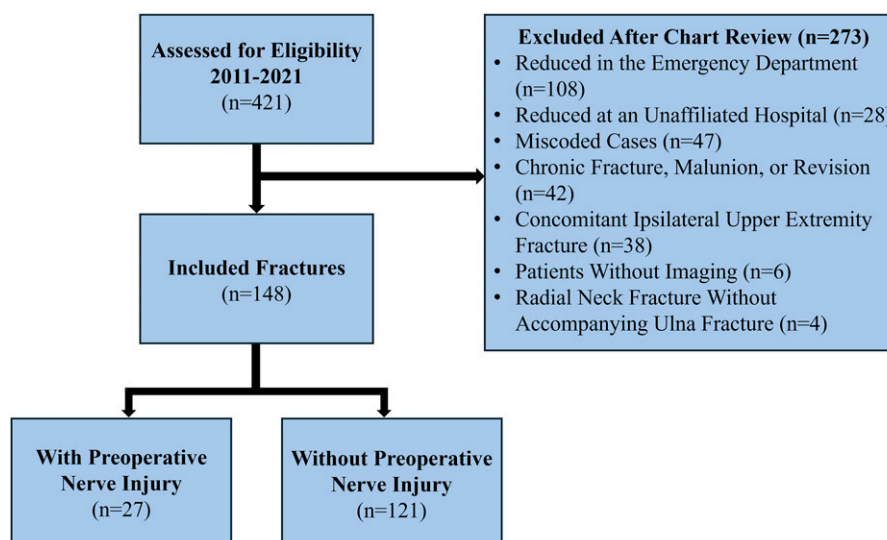 Assessed for Eligibility
2011-2021
(n=421)
Excluded After Chart Review (n=273)
• Reduced in the Emergency Department
(n=108)
• Reduced at an Unaffiliated Hospital (n=28)
• Miscoded Cases (n=47)
• Chronic Fracture, Malunion, or Revision
(n=42)
• Concomitant Ipsilateral Upper Extremity
Fracture (n=38)
• Patients Without Imaging (n=6)
• Radial Neck Fracture Without
Accompanying Ulna Fracture (n=4)
Included Fractures
(n=148)
With Preoperative
Nerve Injury
(n=27)
Without Preoperative
Nerve Injury
(n=121)